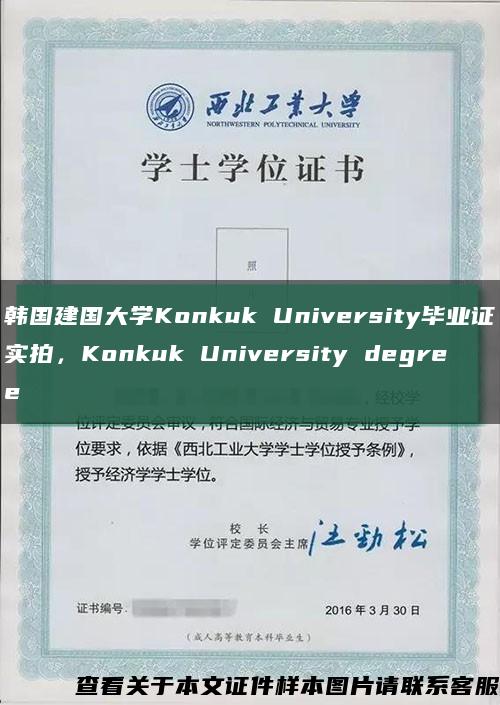 西北工业大学
NORTHWESTERN POLYTECHNICAL UNIVERSITY
学士学位证书
照
韩国建国大学Konkuk University毕业证
实拍，Konkuk University degre
e
经校学
位评定委员会审议，符合国际经济与贸易专业授予学
位要求，依据《西北工业大学学士学位授予条例》，
授予经济学学士学位。
校 长
学位评定委员会主席 汪劲松
证书编号
2016年3月30日
（成人高等教育本科毕业生）
查看关于本文证件样本图片请联系客服